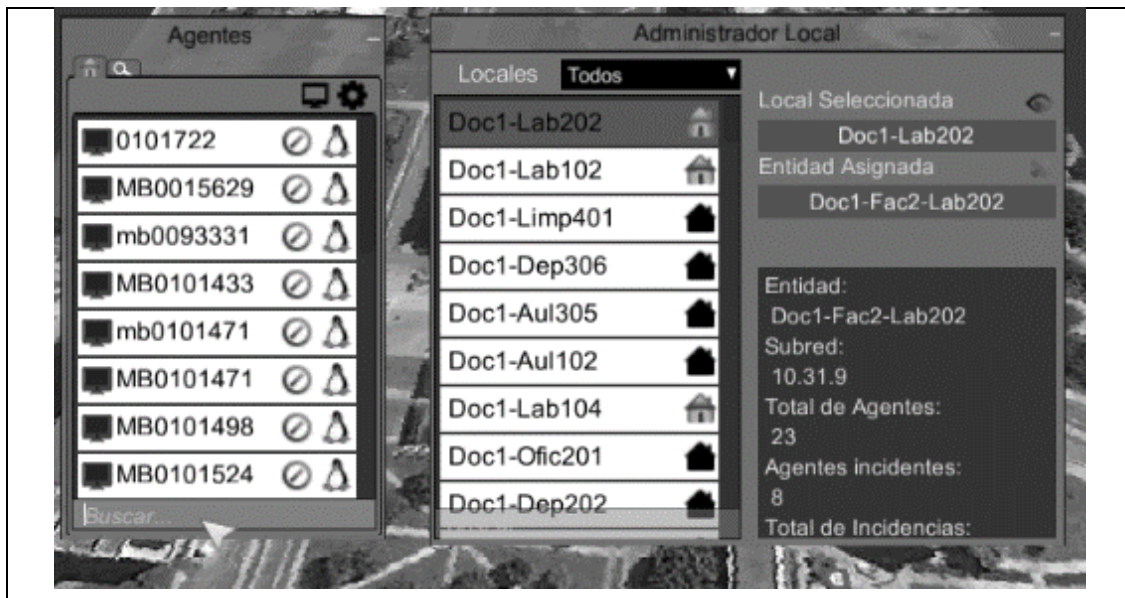 Agentes
0101722
MB0015629
mb0093331
MB0101433
mb0101471
MB0101471
MB0101498
MB0101524
Buscar...
Administrador Local
Locales Todos
Doc1-Lab202
Doc1-Lab102
Doc1-Limp401
Doc1-Dep306
Doc1-Aul305
Doc1-Aul102
Doc1-Lab104
Doc1-Ofic201
Doc1-Dep202
Local Seleccionada
Doc1-Lab202
Entidad Asignada
Doc1-Fac2-Lab202
Entidad:
Doc1-Fac2-Lab202
Subred:
10.31.9
Total de Agentes:
23
Agentes incidentes:
8
Total de Incidencias: